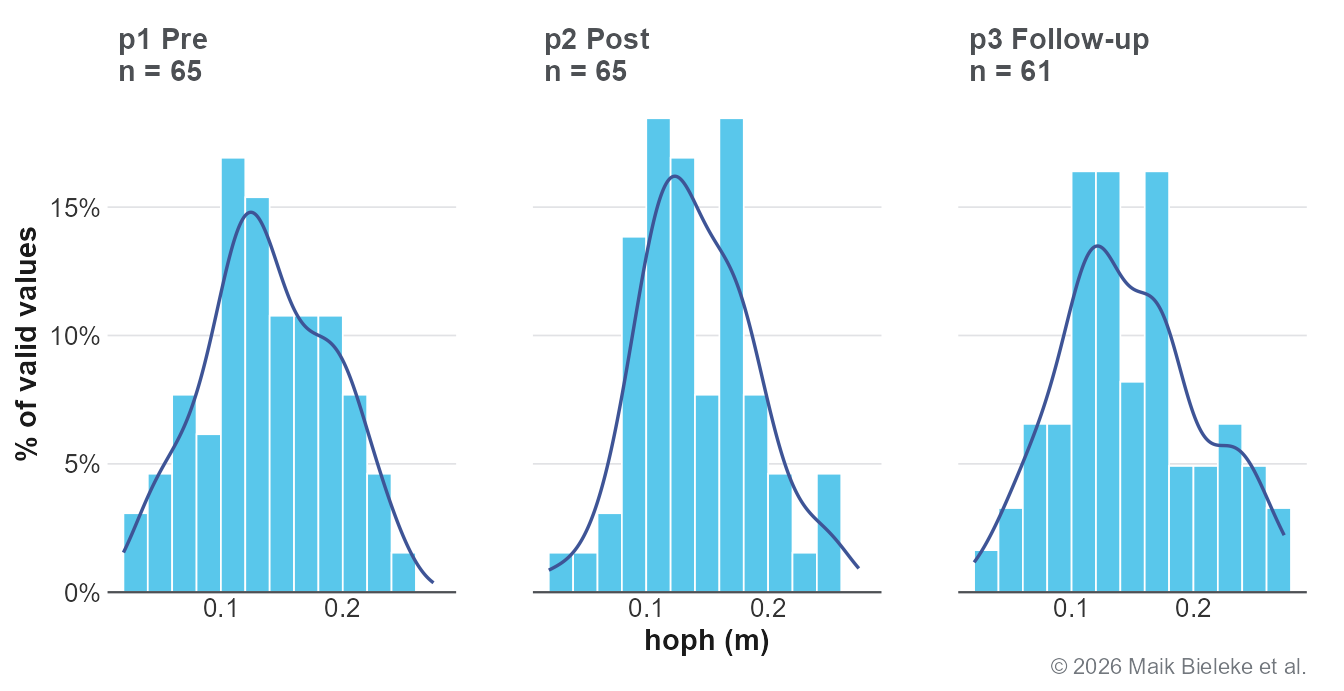 p1 Pre
n = 65
p2 Post
n = 65
p3 Follow-up
n = 61
% of valid values
15%
10%
5%
0%
0.1
0.2
0.1
0.2
0.1
0.2
hoph (m)
© 2026 Maik Bieleke et al.